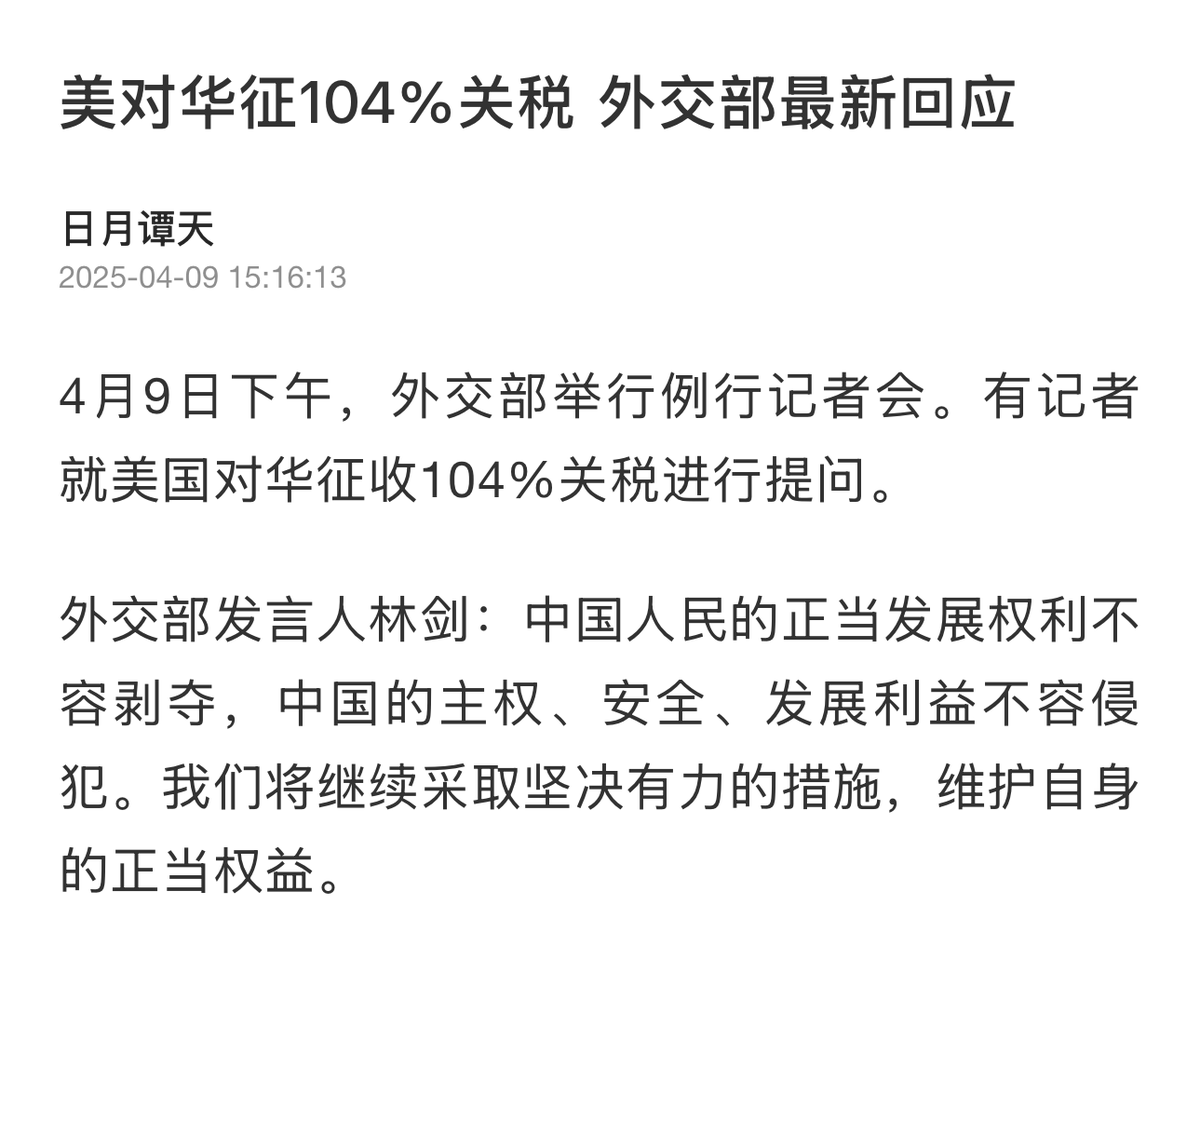 美对华征104%关税 外交部最新回应
日月谭天
2025-04-09 15:16:13
4月9日下午，外交部举行例行记者会。有记者
就美国对华征收104%关税进行提问。
外交部发言人林剑：中国人民的正当发展权利不
容剥夺，中国的主权、安全、发展利益不容侵
犯。我们将继续采取坚决有力的措施，维护自身
的正当权益。